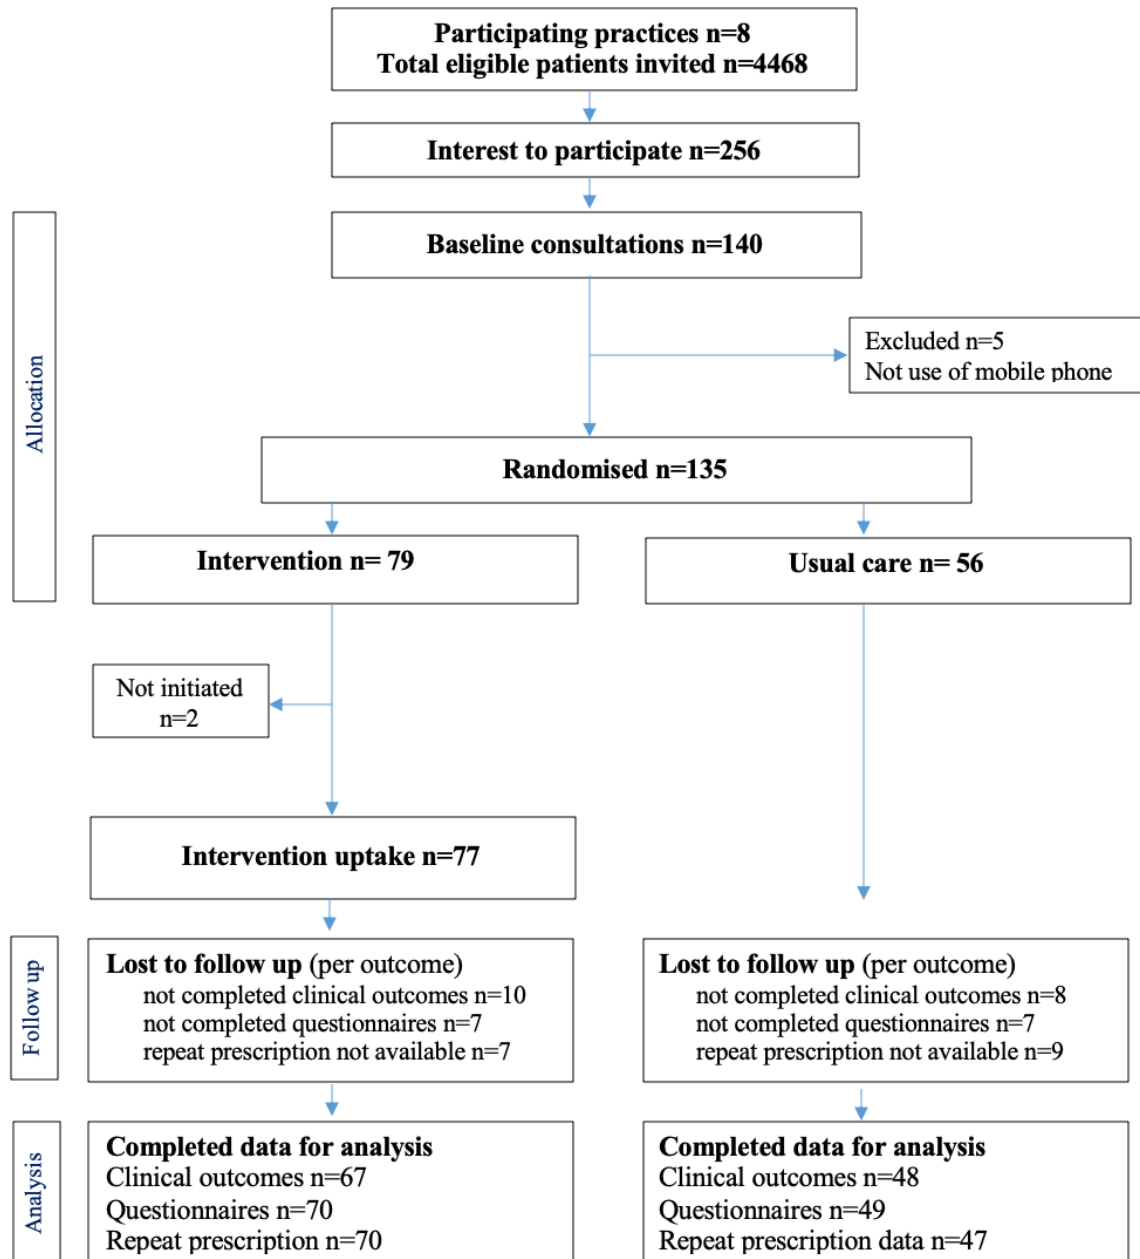 Participating practices n=8
Total eligible patients invited n=4468
Interest to participate n=256
Allocation
Baseline consultations n=140
Excluded n=5
Not use of mobile phone
Randomised n=135
Intervention n= 79
Usual care n= 56
Not initiated
n=2
Intervention uptake n=77
Follow up
Lost to follow up (per outcome)
not completed clinical outcomes n=10
not completed questionnaires n=7
repeat prescription not available n=7
Lost to follow up (per outcome)
not completed clinical outcomes n=8
not completed questionnaires n=7
repeat prescription not available n=9
Analysis
Completed data for analysis
Clinical outcomes n=67
Questionnaires n=70
Repeat prescription n=70
Completed data for analysis
Clinical outcomes n=48
Questionnaires n=49
Repeat prescription data n=47